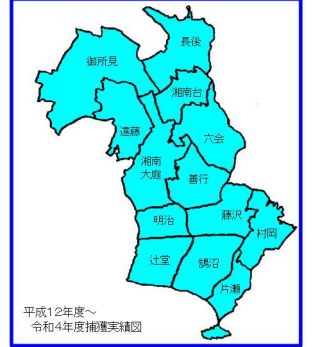 長後
御所見
湘南台
遠藤
六会
湘南
大庭
善行
明治
藤沢
村岡
辻堂
鵠沼
片瀬
平成12年度～
令和4年度捕獲実績図